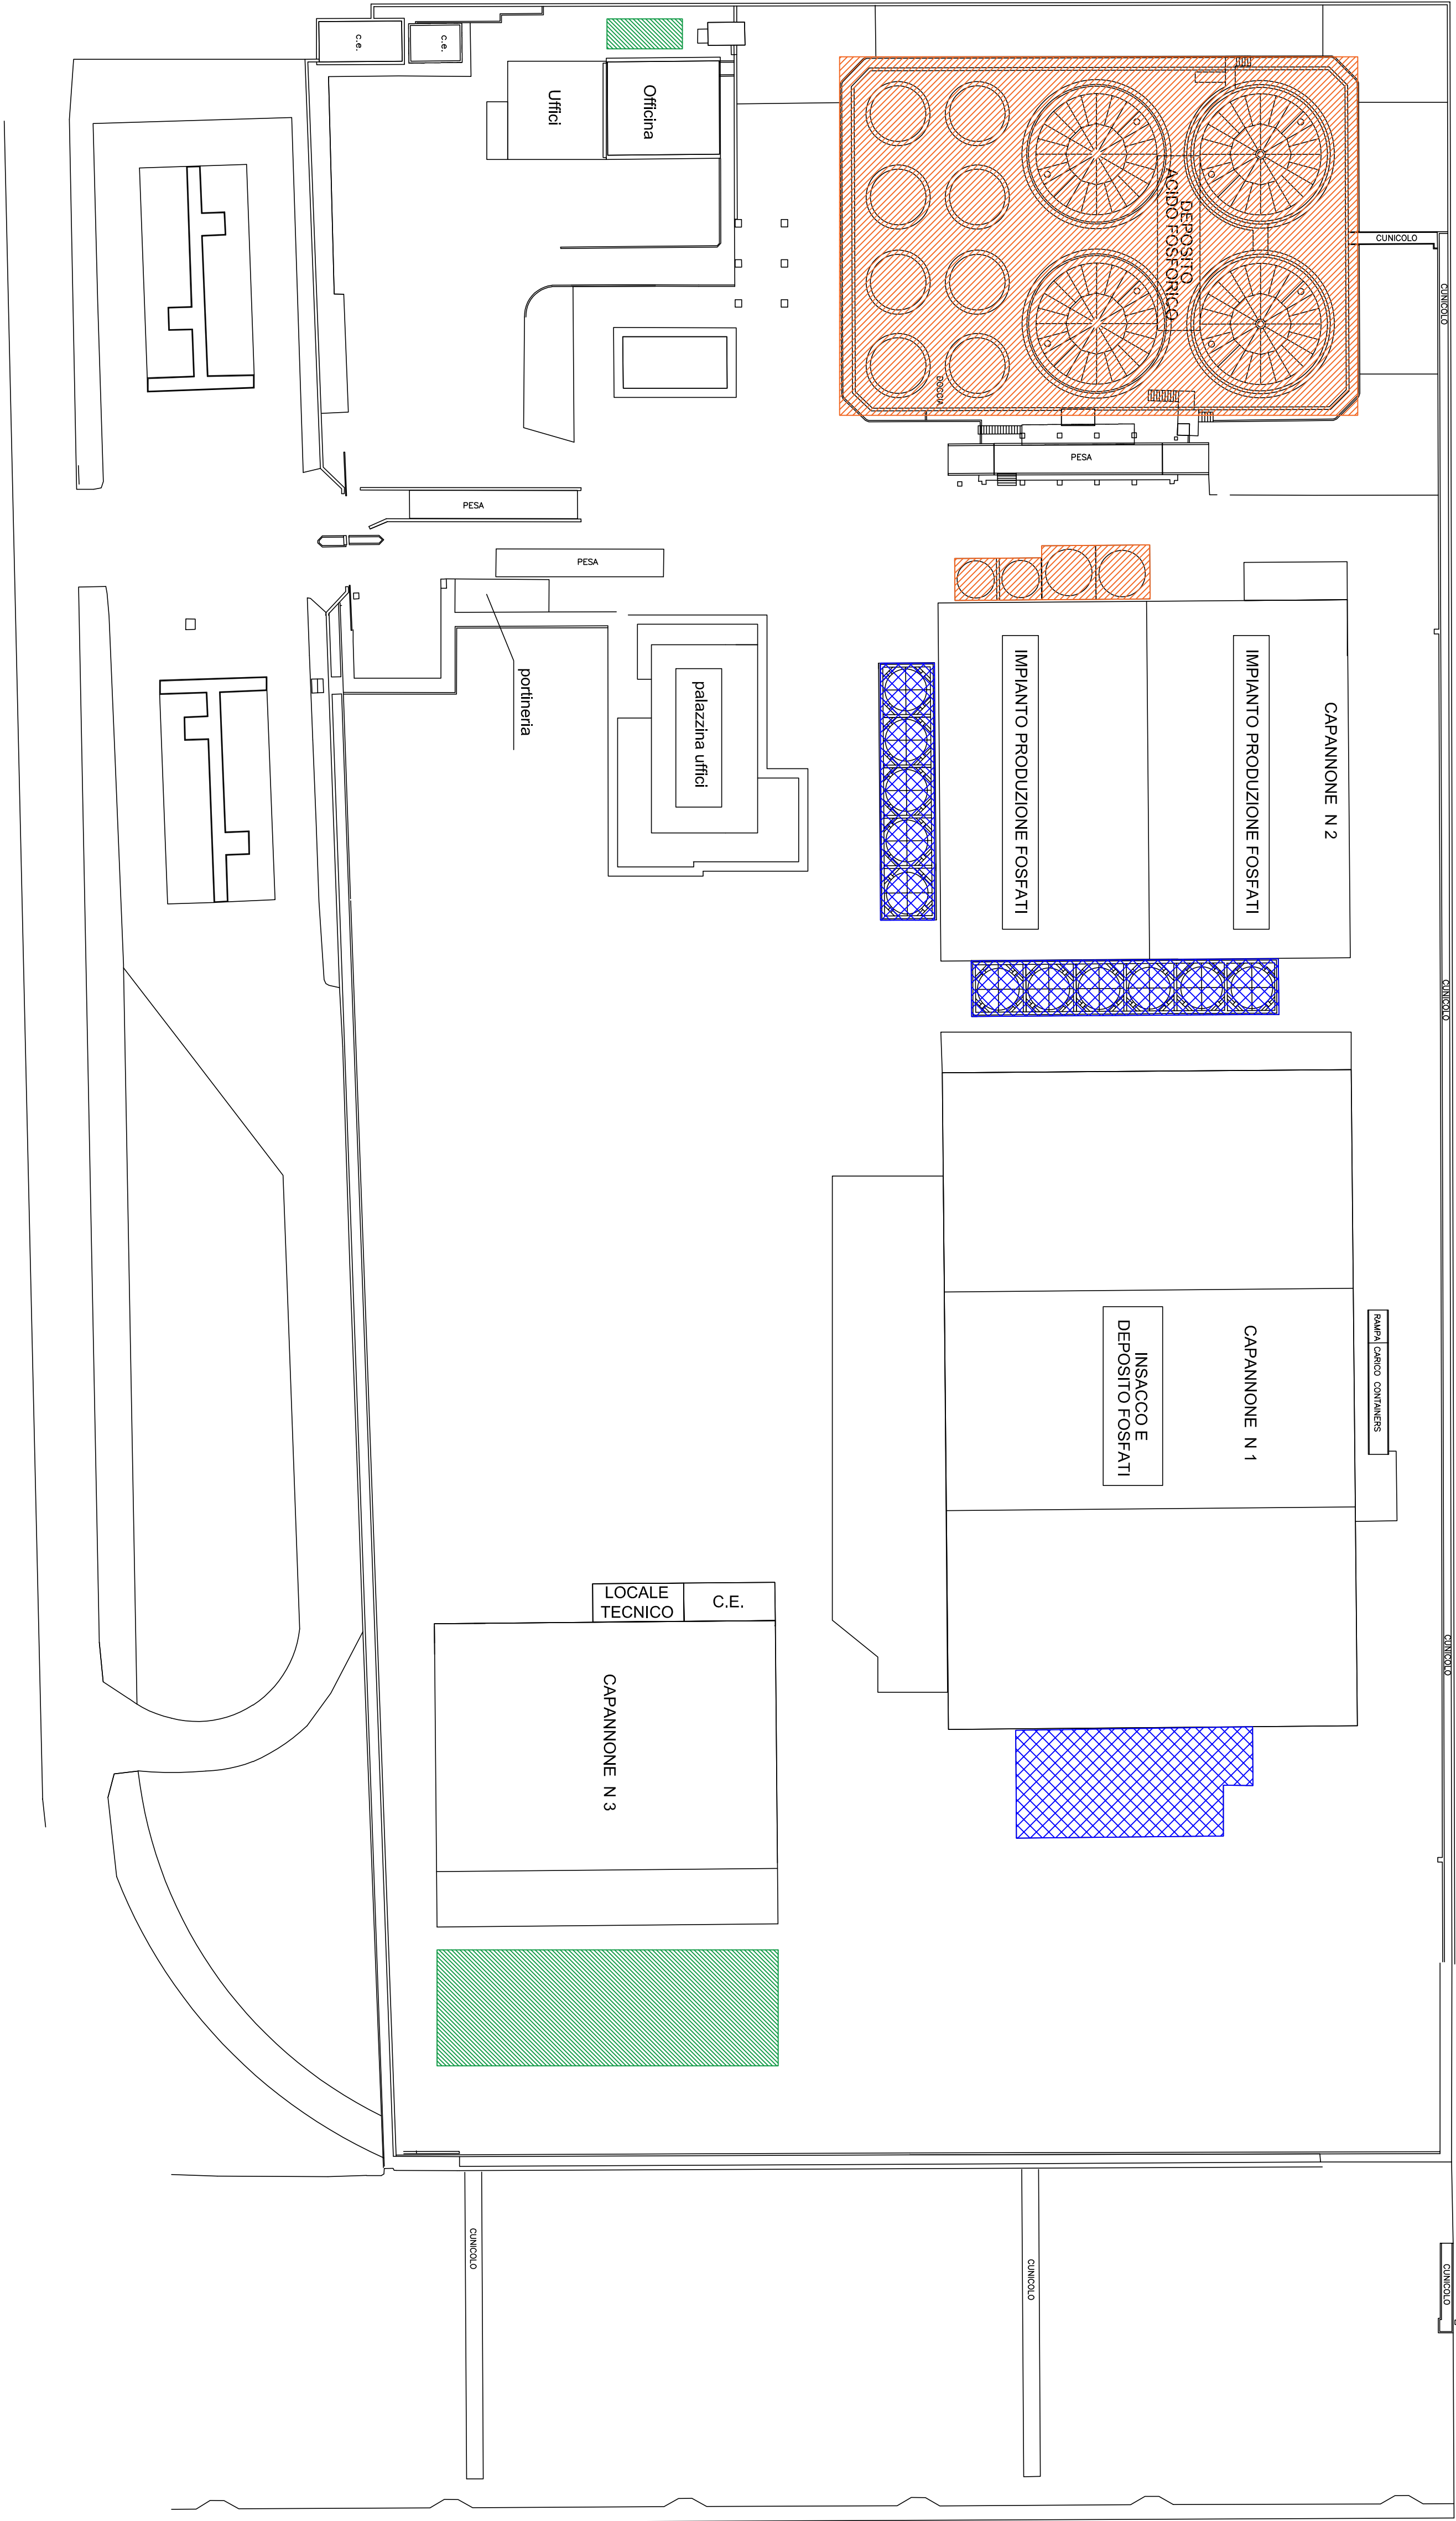 c.e.
c.e.
Uffici
Officina
DEPOSITO
ACIDO FOSFORICO
DOCCIA
CUNICOLO
CUNICOLO
PESA
PESA
PESA
portineria
palazzina uffici
IMPIANTO PRODUZIONE FOSFATI
IMPIANTO PRODUZIONE FOSFATI
CAPANNONE N 2
CUNICOLO
INSACCO E
DEPOSITO FOSFATI
CAPANNONE N 1
RAMPA CARICO CONTAINERS
LOCALE
TECNICO
C.E.
CAPANNONE N 3
CUNICOLO
CUNICOLO
CUNICOLO
CUNICOLO